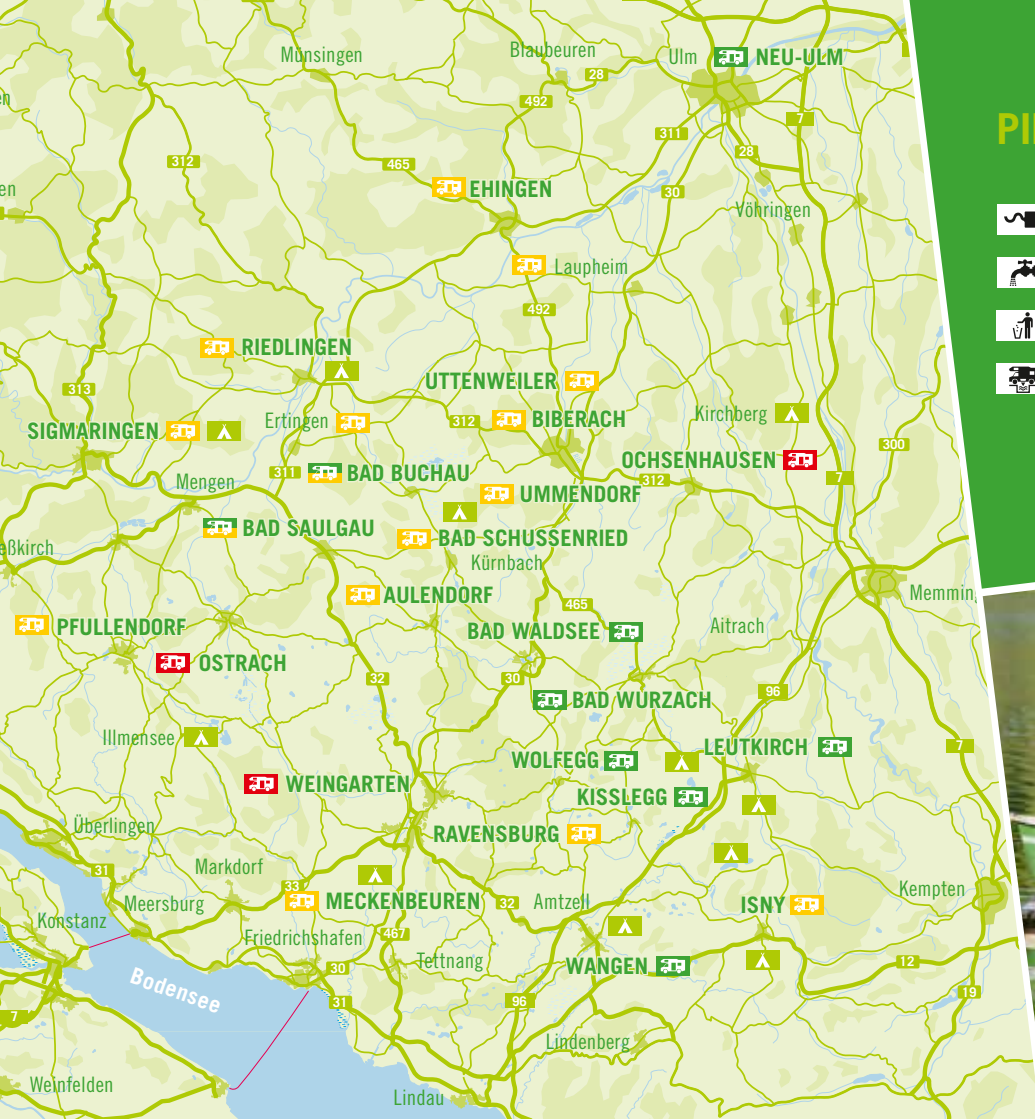 Münsingen
Blaubeuren
Ulm
NEU-ULM
28
492
7
311
28
312
465
EHINGEN
30
Vöhringen
Laupheim
492
RIEDLINGEN
UTTENWEILER
313
Ertingen
312
BIBERACH
Kirchberg
SIGMARINGEN
300
OCHSENHAUSEN
311
BAD BUCHAU
312
7
Mengen
UMMENDORF
BAD SAULGAU
BAD SCHUSSENRIED
eßkirch
Kürnbach
AULENDORF
Memmin
465
PFULLENDORF
BAD WALDSEE
Aitrach
OSTRACH
32
30
96
BAD WURZACH
Illmensee
LEUTKIRCH
7
WOLFEGG
WEINGARTEN
KISSLEGG
Überlingen
RAVENSBURG
31
Markdorf
33
Kempten
Meersburg
MECKENBEUREN
32
Amtzell
ISNY
Konstanz
Friedrichshafen
467
Tettnang
WANGEN
12
30
Bodensee
31
96
19
7
Lindenberg
Weinfelden
Lindau
en
en
PI